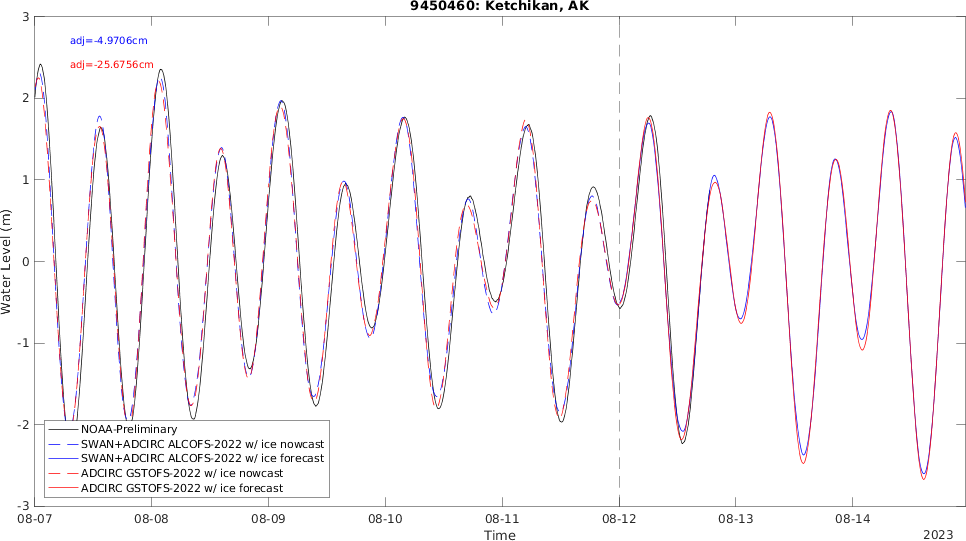 9450460: Ketchikan, AK
adj=-4.9706cm
adj=-25.6756cm
Water Level (m)
3
2
1
0
-1
-2
-3
NOAA-Preliminary
SWAN+ADCIRC ALCOFS-2022 w/ ice nowcast
SWAN+ADCIRC ALCOFS-2022 w/ ice forecast
ADCIRC GSTOFS-2022 w/ ice nowcast
ADCIRC GSTOFS-2022 w/ ice forecast
08-07 08-08 08-09 08-10 08-11 08-12 08-13 08-14
Time
2023